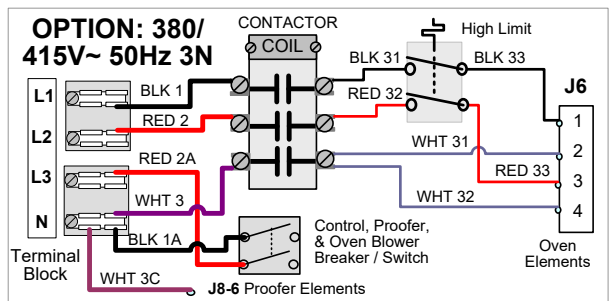 OPTION: 380/
415V~ 50Hz 3N
CONTACTOR
COIL
High Limit
BLK 31
BLK 33
J6
L1
BLK 1
RED 32
1
L2
RED 2
WHT 31
2
RED 2A
RED 33
3
L3
WHT 3
WHT 32
4
N
BLK 1A
Control, Proofer,
& Oven Blower
Breaker / Switch
Oven
Elements
Terminal
Block
WHT 3C
J8-6 Proofer Elements